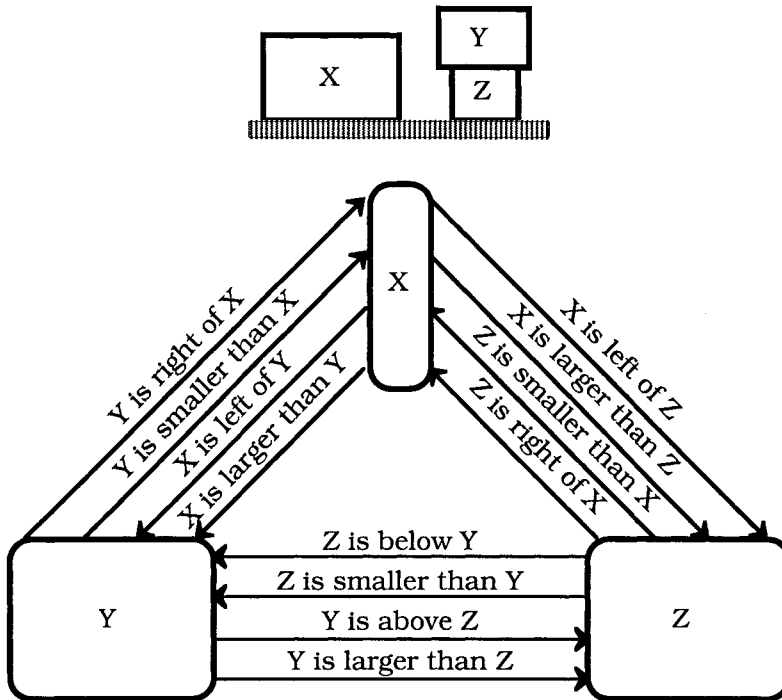 X
Y
Z
X
Y is right of X
Y is smaller than X
X is left of Y
X is larger than Y
X is left of Z
X is larger than Z
Z is smaller than X
Z is right of X
Y
Z is below Y
Z is smaller than Y
Y is above Z
Y is larger than Z
Z